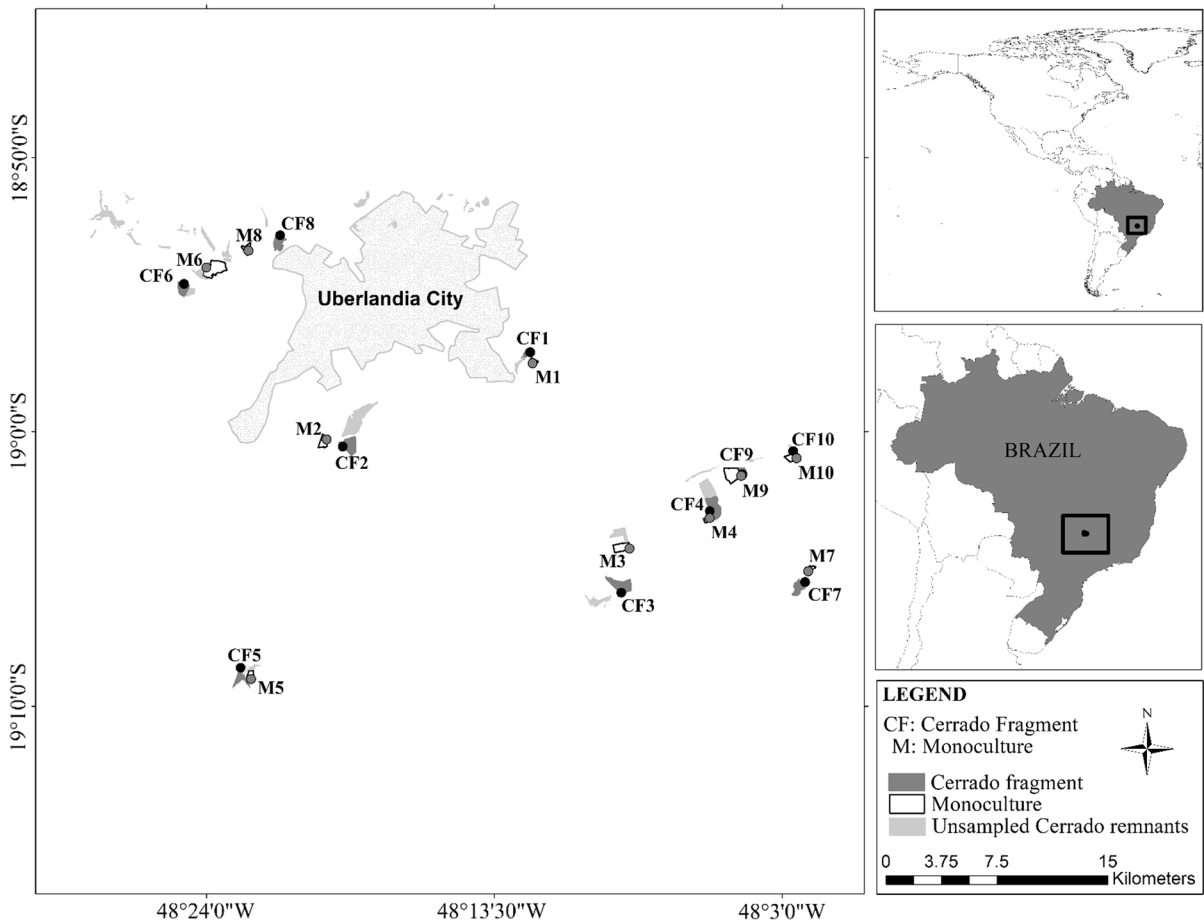 18°50'0"S
19°0'0"S
19°10'0"S
48°24'0"W
48°13'30"W
48°3'0"W
CF8
M8
M6
CF6
Uberlandia City
CF1
M1
M2
CF2
CF10
CF9
M10
M9
CF4
M4
M3
M7
CF3
CF7
CF5
M5
BRAZIL
LEGEND
CF: Cerrado Fragment
M: Monoculture
N
Cerrado fragment
Monoculture
Unsampled Cerrado remnants
0 3.75 7.5 15
Kilometers